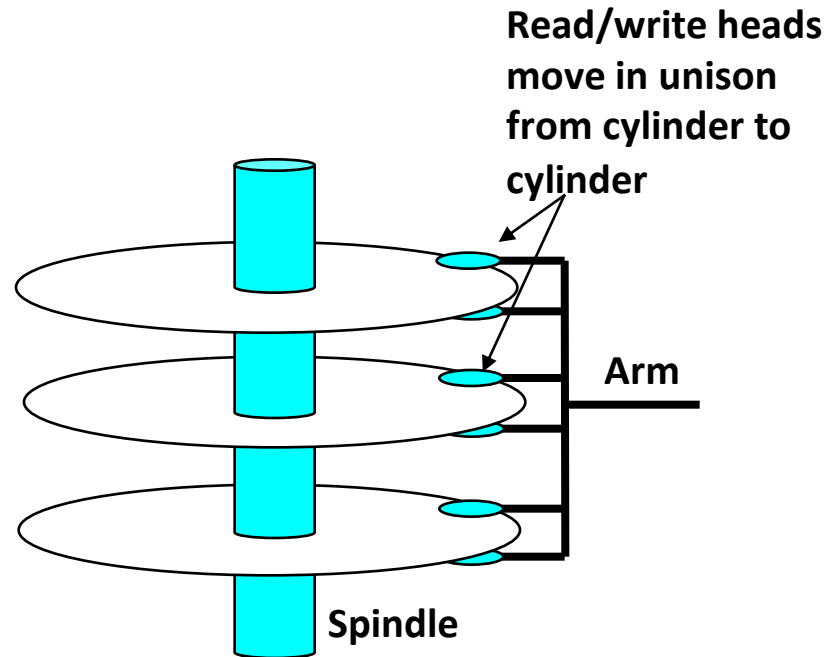 Read/write heads
move in unison
from cylinder to
cylinder
Arm
Spindle